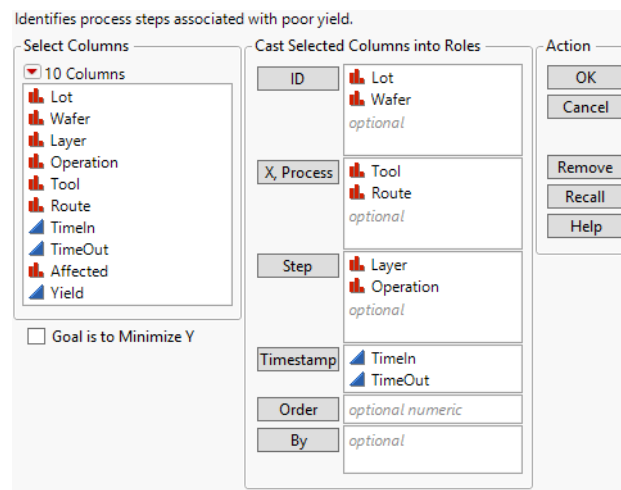 Identifies process steps associated with poor yield.
Select Columns
10 Columns
Lot
Wafer
Layer
Operation
Tool
Route
TimeIn
TimeOut
Affected
Yield
Goal is to Minimize Y
Cast Selected Columns into Roles
ID
Lot
Wafer
optional
X, Process
Tool
Route
optional
Step
Layer
Operation
optional
Timestamp
TimeIn
TimeOut
Order
optional numeric
By
optional
Action
OK
Cancel
Remove
Recall
Help